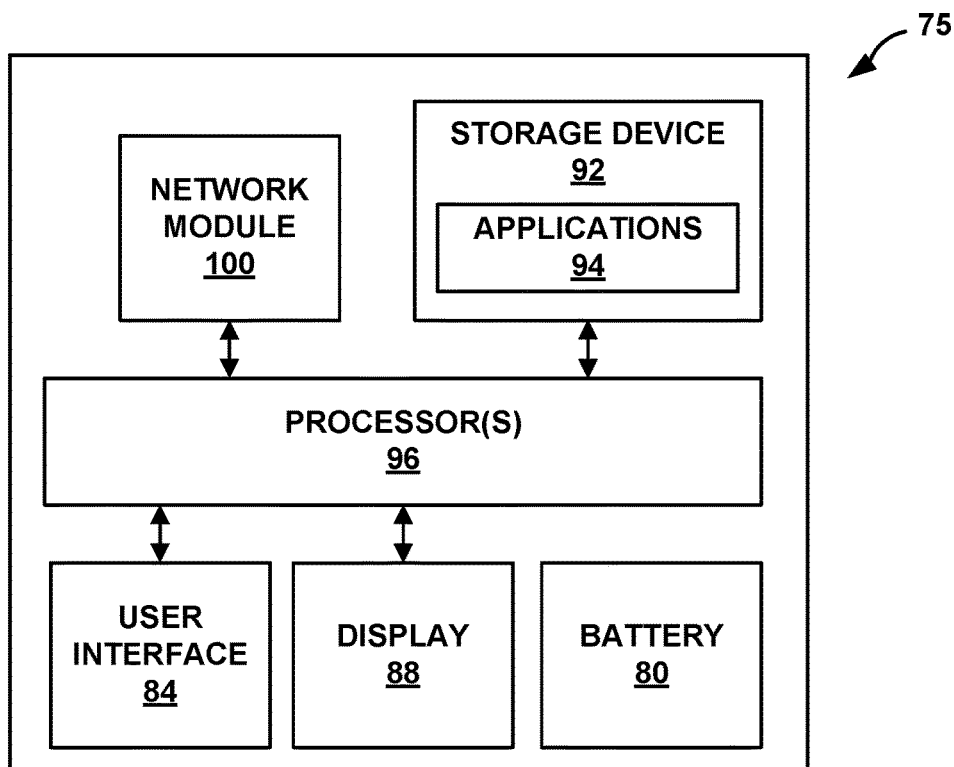 75
NETWORK
MODULE
100
STORAGE DEVICE
92
APPLICATIONS
94
PROCESSOR(S)
96
USER
INTERFACE
84
DISPLAY
88
BATTERY
80